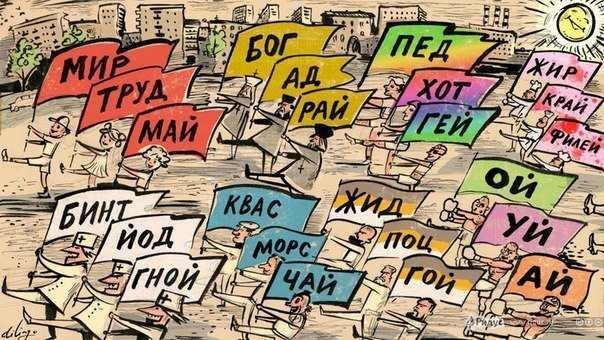 МИР
ТРУД
МАЙ
БОГ
АД
РАЙ
ПЕД
ХОТ
ГЕЙ
ЖИР
КРАЙ
ФИЛЕЙ
БИНТ
ЙОД
ГНОЙ
КВАС
МОРС
ЧАЙ
ЖИД
ПОЦ
ГОЙ
ОЙ
УЙ
АЙ